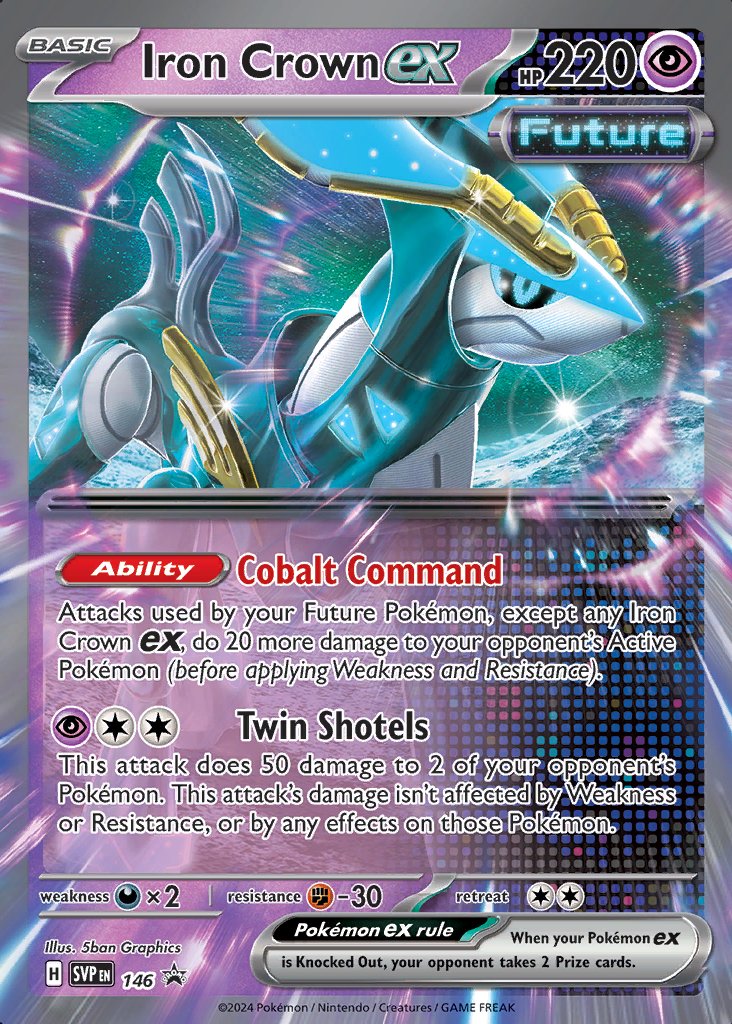 BASIC
Iron Crown ex
HP 220
Future
Ability Cobalt Command
Attacks used by your Future Pokémon, except any Iron
Crown ex, do 20 more damage to your opponent's Active
Pokémon (before applying Weakness and Resistance).
Twin Shotels
This attack does 50 damage to 2 of your opponent's
Pokémon. This attack's damage isn't affected by Weakness
or Resistance, or by any effects on those Pokémon.
weakness ×2 resistance -30 retreat
Illus. 5ban Graphics
Pokémon ex rule
When your Pokémon ex
is Knocked Out, your opponent takes 2 Prize cards.
H SVP EN 146
©2024 Pokémon / Nintendo / Creatures / GAME FREAK